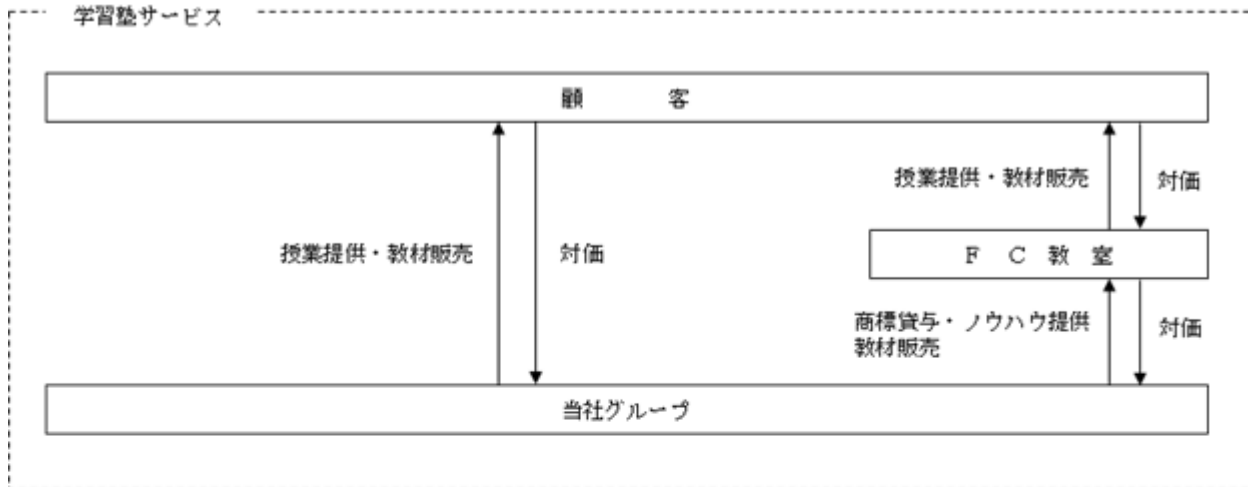 学習塾サービス
顧 客
授業提供・教材販売
対価
授業提供・教材販売
対価
F C 教 室
商標貸与・ノウハウ提供
教材販売
対価
当社グループ